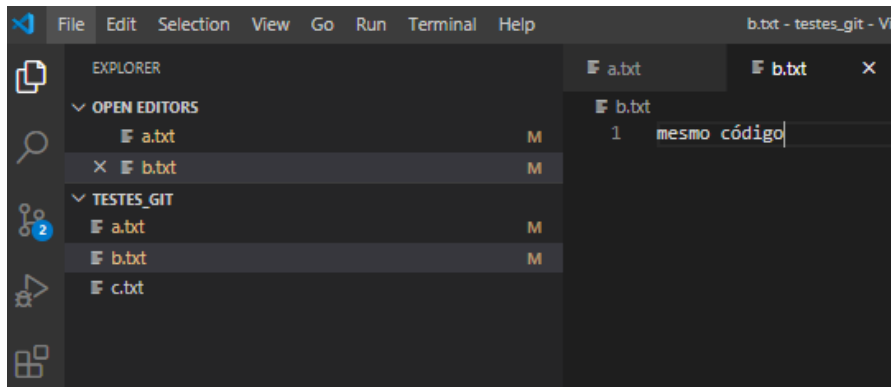 File Edit Selection View Go Run Terminal Help b.txt - testes_git - Vi
EXPLORER
OPEN EDITORS
a.txt M
b.txt M
TESTES_GIT
a.txt M
b.txt M
c.txt
2
a.txt b.txt
b.txt
1 mesmo código